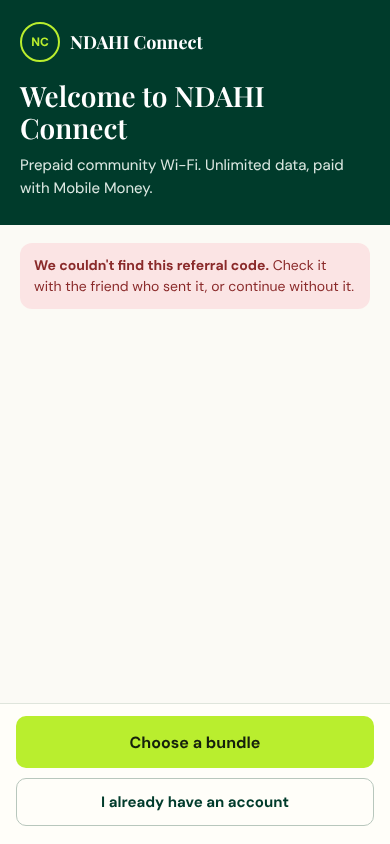 NC
NDAHI Connect
Welcome to NDAHI
Connect
Prepaid community Wi-Fi. Unlimited data, paid
with Mobile Money.
We couldn't find this referral code. Check it
with the friend who sent it, or continue without it.
Choose a bundle
I already have an account